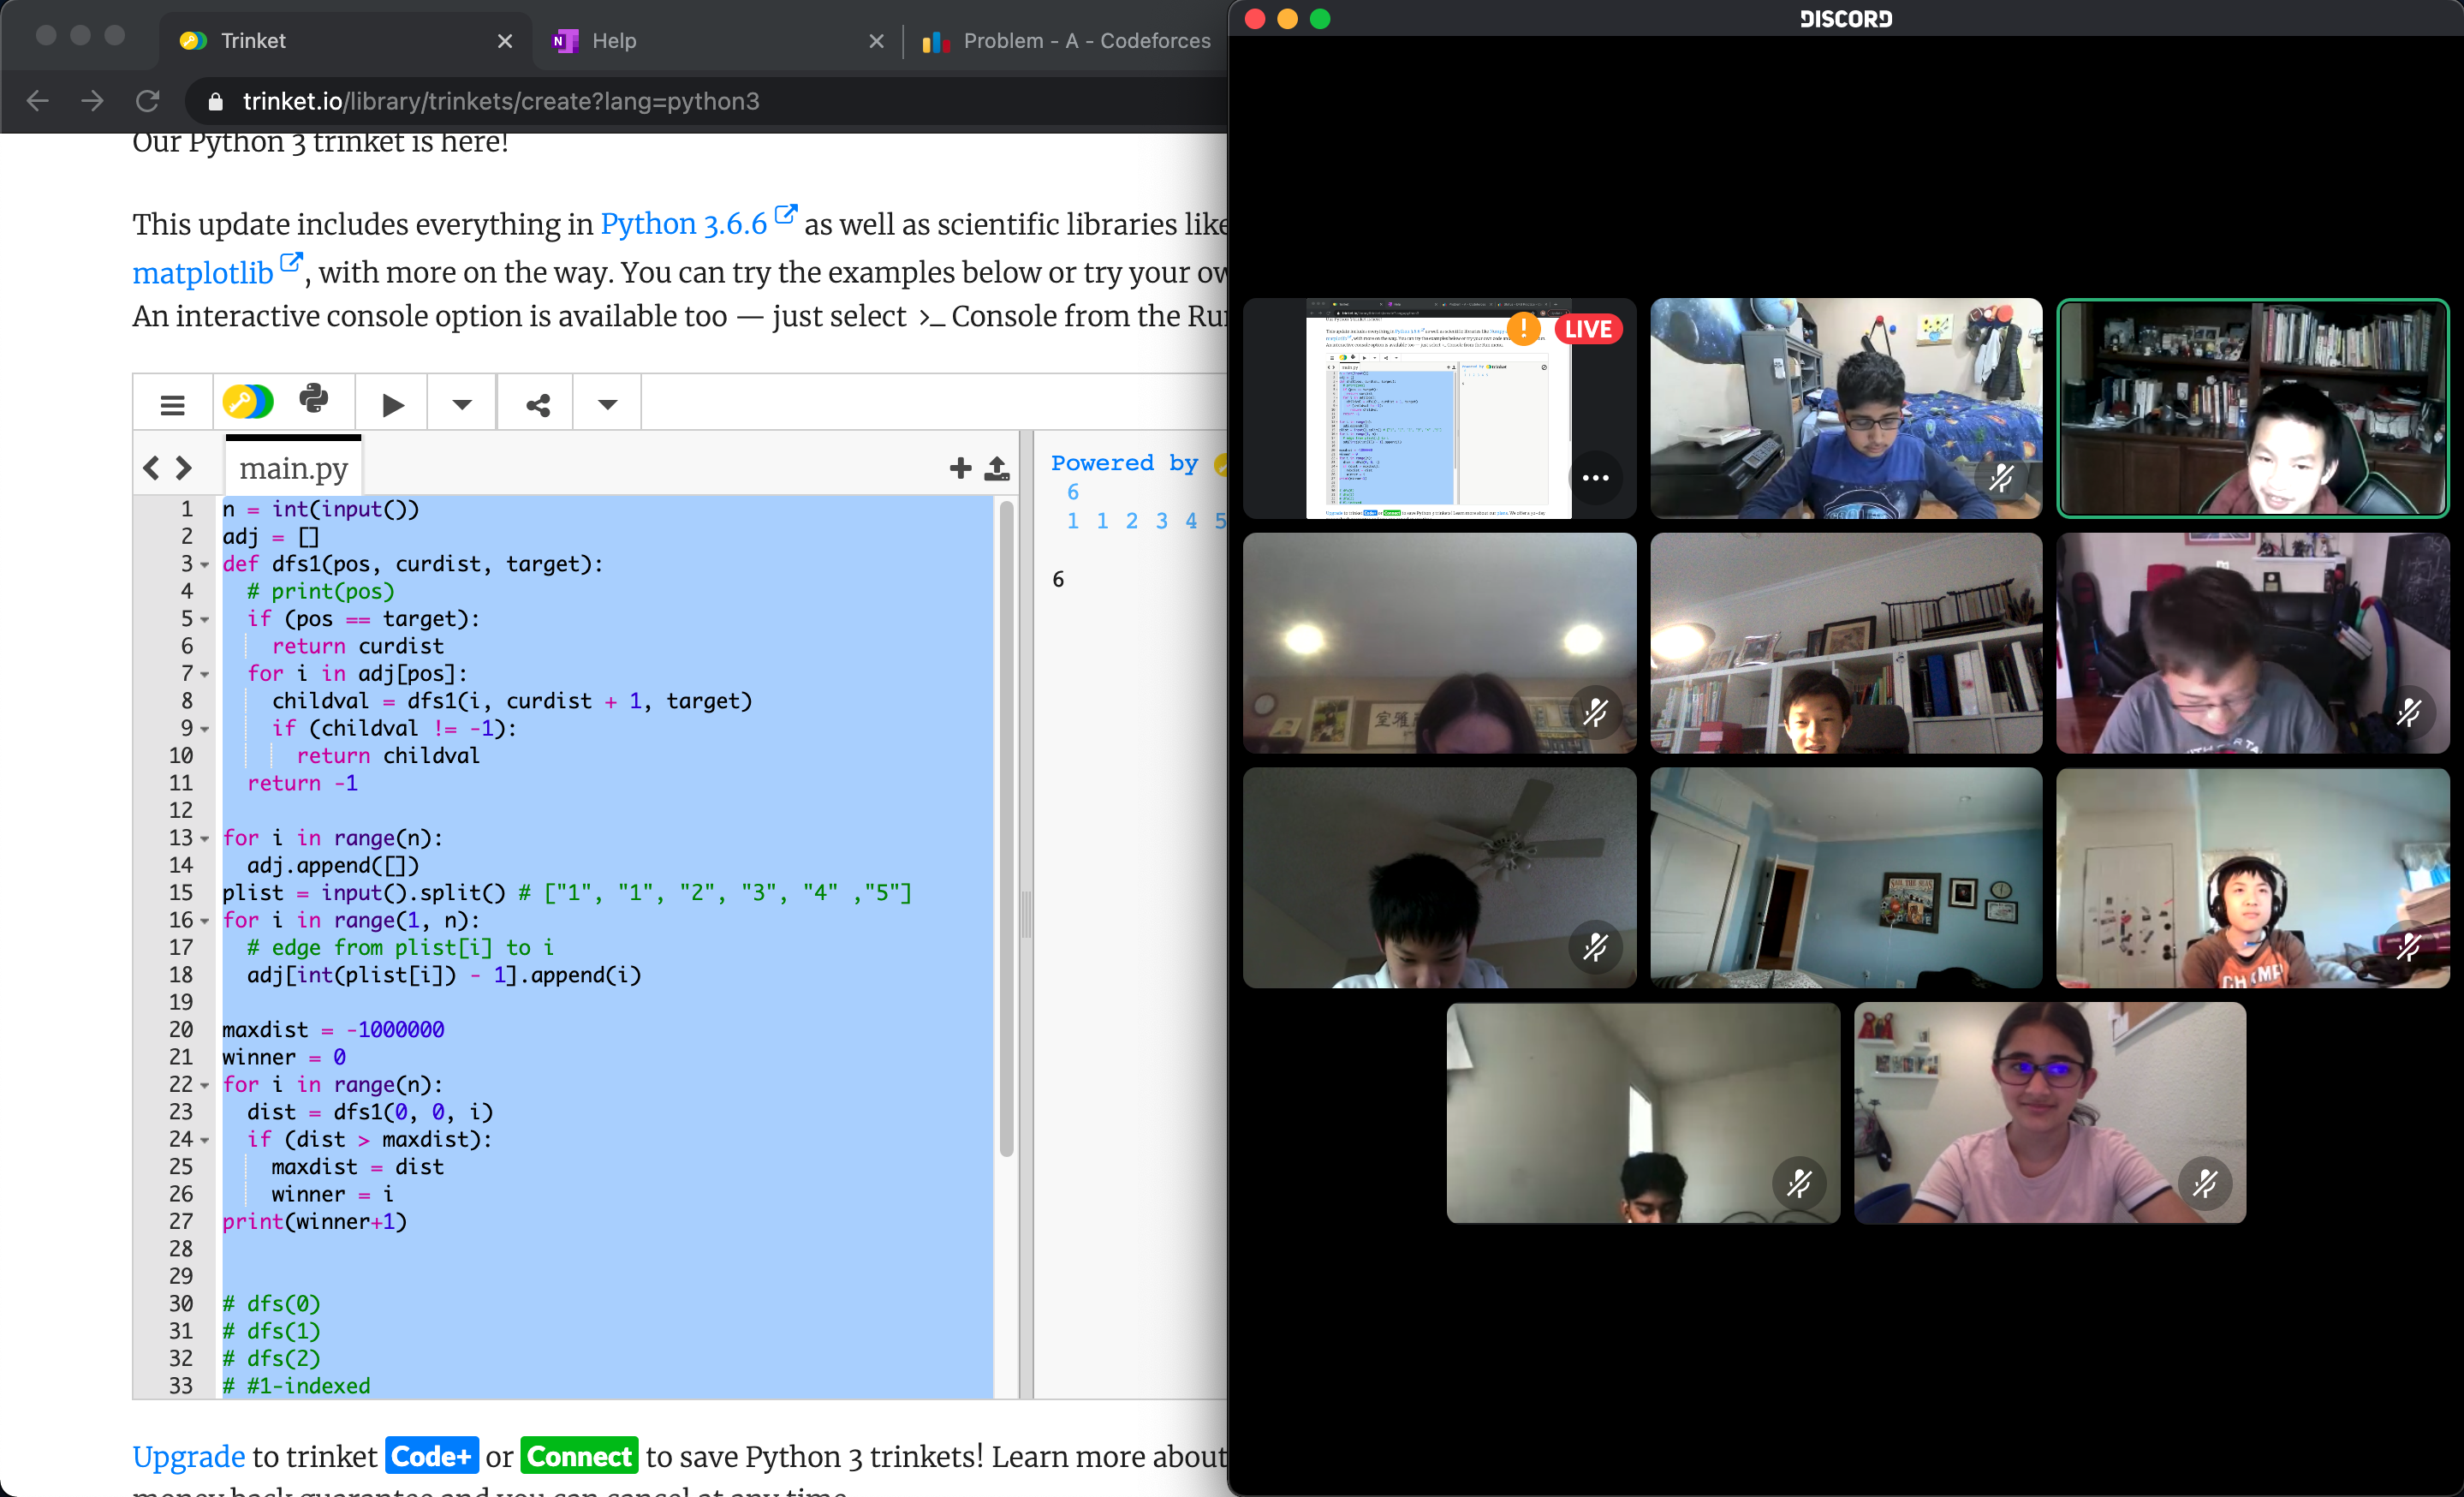 Trinket
Help
Problem - A - Codeforces
trinket.io/library/trinkets/create?lang=python3
Our Python 3 trinket is here!
This update includes everything in Python 3.6.6 as well as scientific libraries like
matplotlib, with more on the way. You can try the examples below or try your
An interactive console option is available too — just select >_ Console from the
main.py
1 n = int(input())
2 adj = []
3 def dfs1(pos, curdist, target):
4 # print(pos)
5 if (pos == target):
6 return curdist
7 for i in adj[pos]:
8 childval = dfs1(i, curdist + 1, target)
9 if (childval != -1):
10 return childval
11 return -1
12
13 for i in range(n):
14 adj.append([])
15 plist = input().split() # ["1", "1", "2", "3", "4" ,"5"]
16 for i in range(1, n):
17 # edge from plist[i] to i
18 adj[int(plist[i]) - 1].append(i)
19
20 maxdist = -1000000
21 winner = 0
22 for i in range(n):
23 dist = dfs1(0, 0, i)
24 if (dist > maxdist):
25 maxdist = dist
26 winner = i
27 print(winner+1)
28
29
30 # dfs(0)
31 # dfs(1)
32 # dfs(2)
33 # #1-indexed
Powered by
6
1 1 2 3 4 5
6
Upgrade to trinket Code+ or Connect to save Python 3 trinkets! Learn more about
money back guarantee and you can cancel at any time.
DISCORD
LIVE